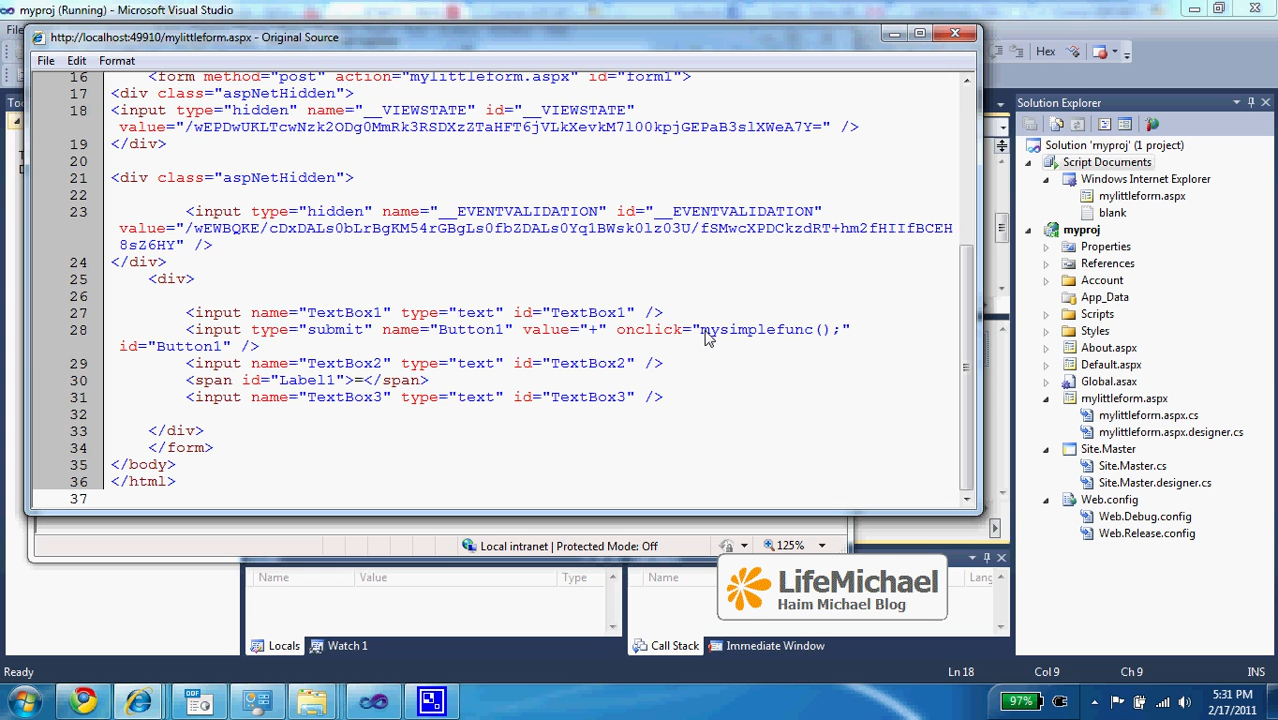 myproj (Running) - Microsoft Visual Studio
http://localhost:49910/mylittleform.aspx - Original Source
File Edit Format
16 <form method="post" action="mylittleform.aspx" id="form1">
17 <div class="aspNetHidden">
18 <input type="hidden" name="__VIEWSTATE" id="__VIEWSTATE"
value="/wEPDwUKLTcwNzk2ODg0MmRk3RSDXzZTaHFT6jVLkXevkM7l00kpjGEPaB3slXWeA7Y=" />
19 </div>
20
21 <div class="aspNetHidden">
22
23 <input type="hidden" name="__EVENTVALIDATION" id="__EVENTVALIDATION"
value="/wEWBQKE/cDxDALs0bLrBgKM54rGBgLs0fbZDALs0Yq1BWsk0lz03U/fSMwcXPDCkzdRT+hm2fHIIfBCEH
8sZ6HY" />
24 </div>
25 <div>
26
27 <input name="TextBox1" type="text" id="TextBox1" />
28 <input type="submit" name="Button1" value="+" onclick="mysimplefunc();"
id="Button1" />
29 <input name="TextBox2" type="text" id="TextBox2" />
30 <span id="Label1">=</span>
31 <input name="TextBox3" type="text" id="TextBox3" />
32
33 </div>
34 </form>
35 </body>
36 </html>
37
Local intranet | Protected Mode: Off
125%
Hex
Solution Explorer
Solution 'myproj' (1 project)
Script Documents
Windows Internet Explorer
mylittleform.aspx
blank
myproj
Properties
References
Account
App_Data
Scripts
Styles
About.aspx
Default.aspx
Global.asax
mylittleform.aspx
mylittleform.aspx.cs
mylittleform.aspx.designer.cs
Site.Master
Site.Master.cs
Site.Master.designer.cs
Web.config
Web.Debug.config
Web.Release.config
Name Value Type
Name
LifeMichael
Haim Michael Blog
Locals Watch 1
Call Stack Immediate Window
Ready
Ln 18 Col 9 Ch 9 INS
97%
5:31 PM
2/17/2011